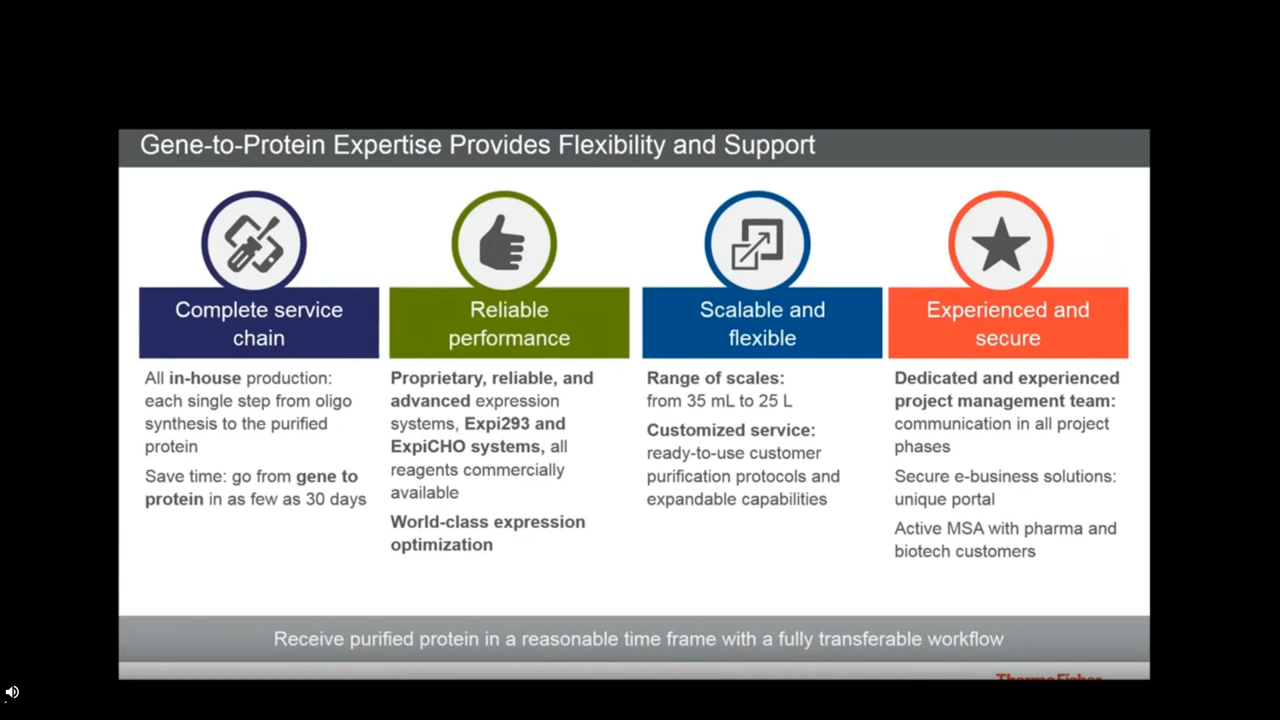 Gene-to-Protein Expertise Provides Flexibility and Support
Complete service
chain
All in-house production:
each single step from oligo
synthesis to the purified
protein
Save time: go from gene to
protein in as few as 30 days
Reliable
performance
Proprietary, reliable, and
advanced expression
systems, Expi293 and
ExpiCHO systems, all
reagents commercially
available
World-class expression
optimization
Scalable and
flexible
Range of scales:
from 35 mL to 25 L
Customized service:
ready-to-use customer
purification protocols and
expandable capabilities
Experienced and
secure
Dedicated and experienced
project management team:
communication in all project
phases
Secure e-business solutions:
unique portal
Active MSA with pharma and
biotech customers
Receive purified protein in a reasonable time frame with a fully transferable workflow
ThermoFisher